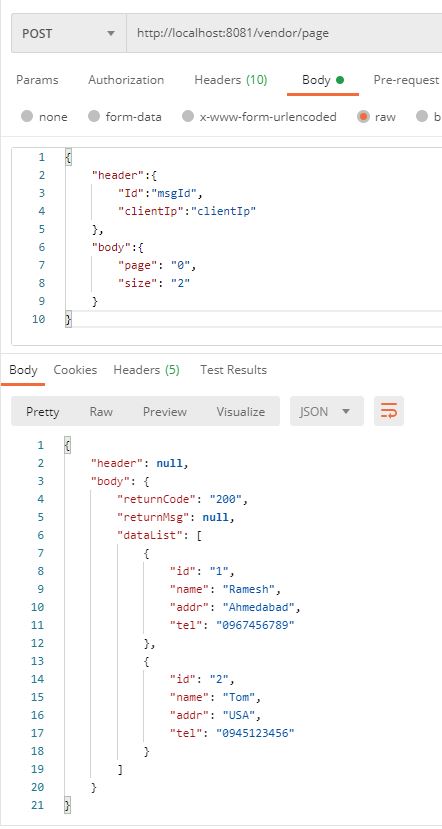 POST http://localhost:8081/vendor/page
Params Authorization Headers (10) Body Pre-request
none form-data x-www-form-urlencoded raw b
1 {
2 "header":{
3 "Id":"msgId",
4 "clientIp":"clientIp"
5 },
6 "body":{
7 "page": "0",
8 "size": "2"
9 }
10 }
Body Cookies Headers (5) Test Results
Pretty Raw Preview Visualize JSON
1 {
2 "header": null,
3 "body": {
4 "returnCode": "200",
5 "returnMsg": null,
6 "dataList": [
7 {
8 "id": "1",
9 "name": "Ramesh",
10 "addr": "Ahmedabad",
11 "tel": "0967456789"
12 },
13 {
14 "id": "2",
15 "name": "Tom",
16 "addr": "USA",
17 "tel": "0945123456"
18 }
19 ]
20 }
21 }